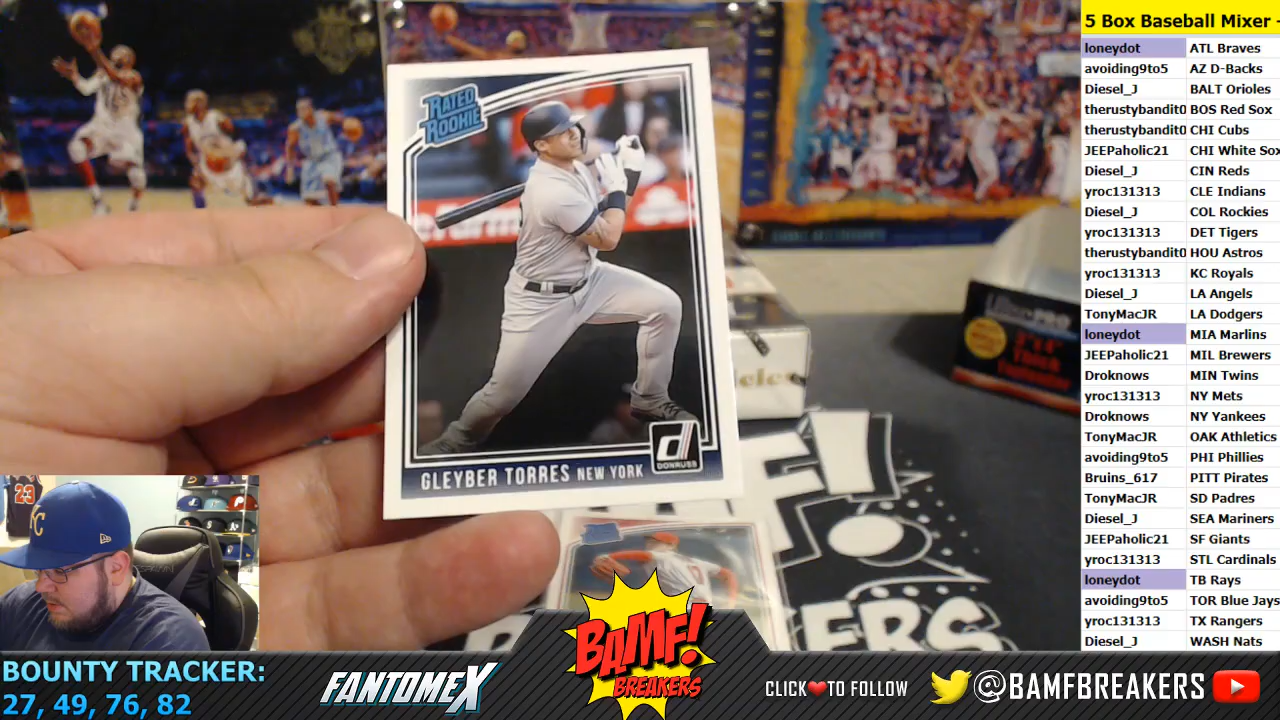 RATED ROOKIE
DONRUSS
GLEYBER TORRES NEW YORK
5 Box Baseball Mixer -
loneydot ATL Braves
avoiding9to5 AZ D-Backs
Diesel_J BALT Orioles
therustybandit0 BOS Red Sox
therustybandit0 CHI Cubs
JEEPaholic21 CHI White Sox
Diesel_J CIN Reds
yroc131313 CLE Indians
Diesel_J COL Rockies
yroc131313 DET Tigers
therustybandit0 HOU Astros
yroc131313 KC Royals
Diesel_J LA Angels
TonyMacJR LA Dodgers
loneydot MIA Marlins
JEEPaholic21 MIL Brewers
Droknows MIN Twins
yroc131313 NY Mets
Droknows NY Yankees
TonyMacJR OAK Athletics
avoiding9to5 PHI Phillies
Bruins_617 PITT Pirates
TonyMacJR SD Padres
Diesel_J SEA Mariners
JEEPaholic21 SF Giants
yroc131313 STL Cardinals
loneydot TB Rays
avoiding9to5 TOR Blue Jays
yroc131313 TX Rangers
Diesel_J WASH Nats
KC
23
BOUNTY TRACKER:
27, 49, 76, 82
FANTOMEX
BAMF!
BREAKERS
CLICK TO FOLLOW
@BAMFBREAKERS